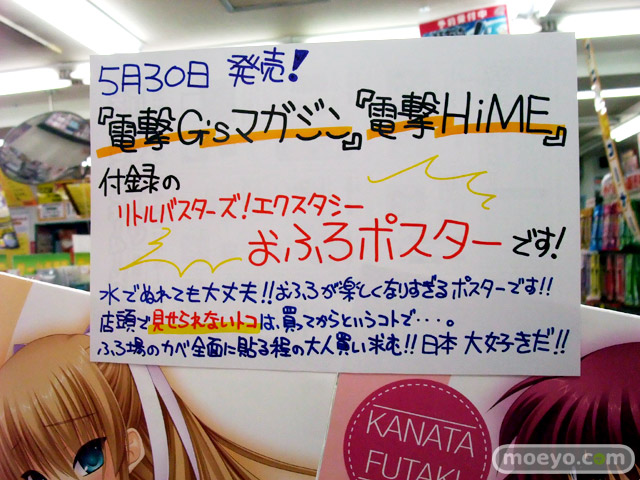 予約受付中
5月30日 発売!
『電撃G'sマガジン』『電撃HiME』
付録の
リトルバスターズ!エクスタシー
おふろポスターです!
水でぬれても大丈夫!!おふろが楽しくなりすぎるポスターです!!
店頭で見せられないトコは、買ってからというコトで・・・。
ふろ場のカベ全面に貼る程の大人買い求む!!日本大好きだ!!
KANATA
FUTAKI
moeyo.com